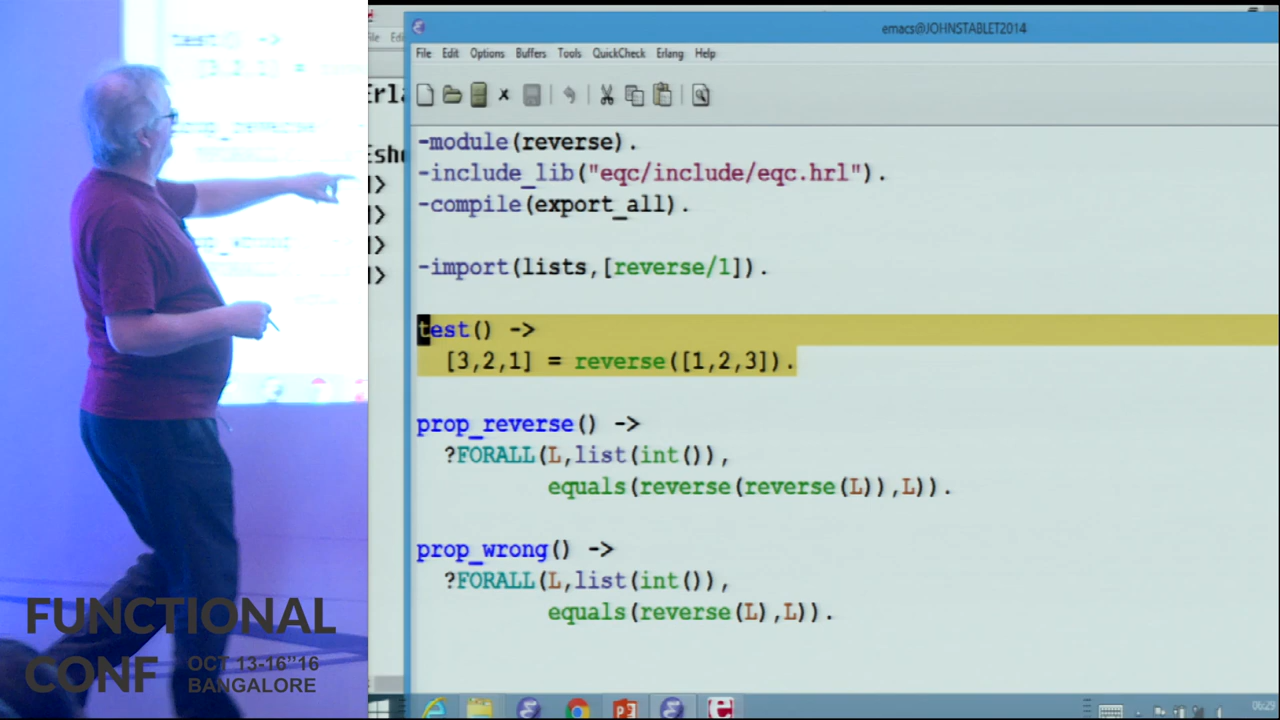 emacs@JOHNSTABLET2014
File Edit Options Buffers Tools QuickCheck Erlang Help
-module(reverse).
-include_lib("eqc/include/eqc.hrl").
-compile(export_all).
-import(lists,[reverse/1]).
test() ->
[3,2,1] = reverse([1,2,3]).
prop_reverse() ->
?FORALL(L,list(int()),
equals(reverse(reverse(L)),L)).
prop_wrong() ->
?FORALL(L,list(int()),
equals(reverse(L),L)).
File
FUNCTIONAL
CONF
OCT 13-16"16
BANGALORE